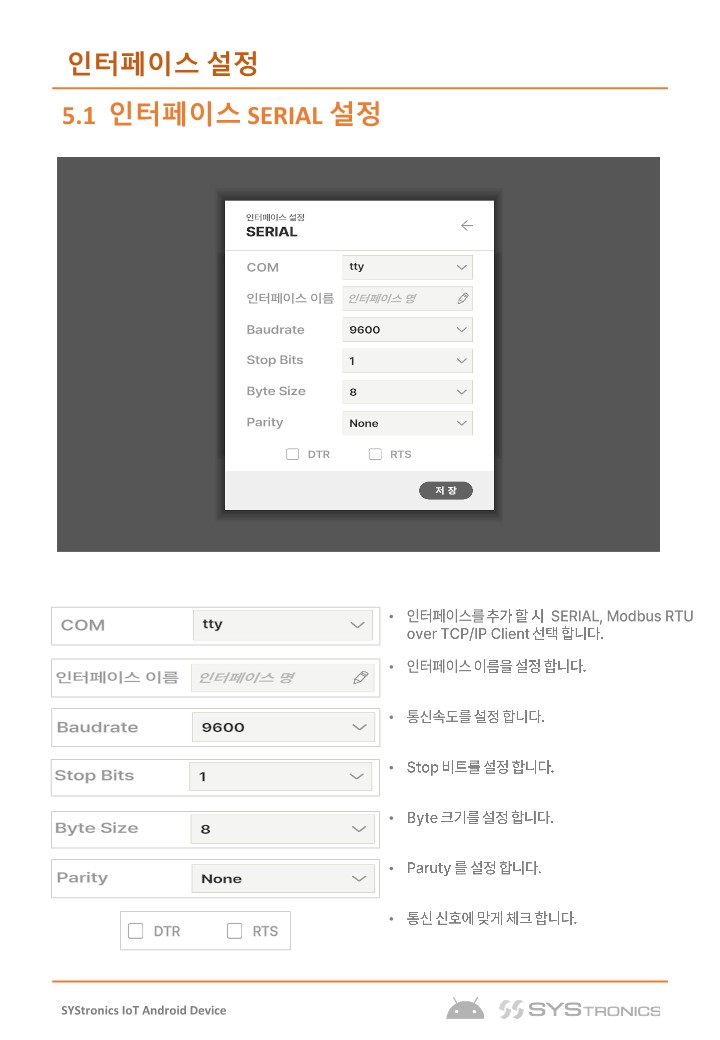 인터페이스 설정
5.1 인터페이스 SERIAL 설정
인터페이스 설정
SERIAL
COM tty
인터페이스 이름 인터페이스 명
Baudrate 9600
Stop Bits 1
Byte Size 8
Parity None
DTR RTS
저 장
COM tty
• 인터페이스를 추가 할 시 SERIAL, Modbus RTU
over TCP/IP Client 선택 합니다.
인터페이스 이름 인터페이스 명
• 인터페이스 이름을 설정 합니다.
Baudrate 9600
• 통신속도를 설정 합니다.
Stop Bits 1
• Stop 비트를 설정 합니다.
Byte Size 8
• Byte 크기를 설정 합니다.
Parity None
• Paruty 를 설정 합니다.
DTR RTS
• 통신 신호에 맞게 체크 합니다.
SYStronics IoT Android Device
SYSTRONICS